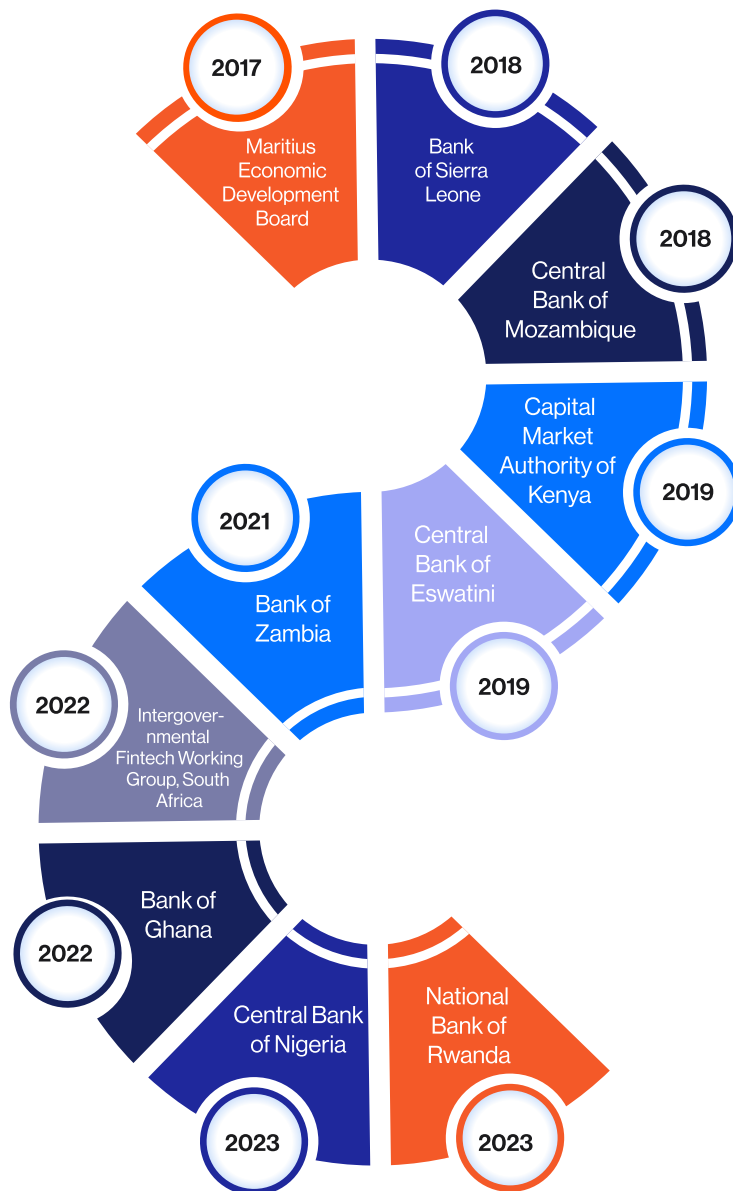 2017
Maritius
Economic
Development
Board
2018
Bank
of Sierra
Leone
2018
Central
Bank of
Mozambique
Capital
Market
Authority of
Kenya
2019
Central
Bank of
Eswatini
2019
2021
Bank of
Zambia
2022
Intergover-
nmental
Fintech Working
Group, South
Africa
Bank of
Ghana
2022
Central Bank
of Nigeria
2023
National
Bank of
Rwanda
2023